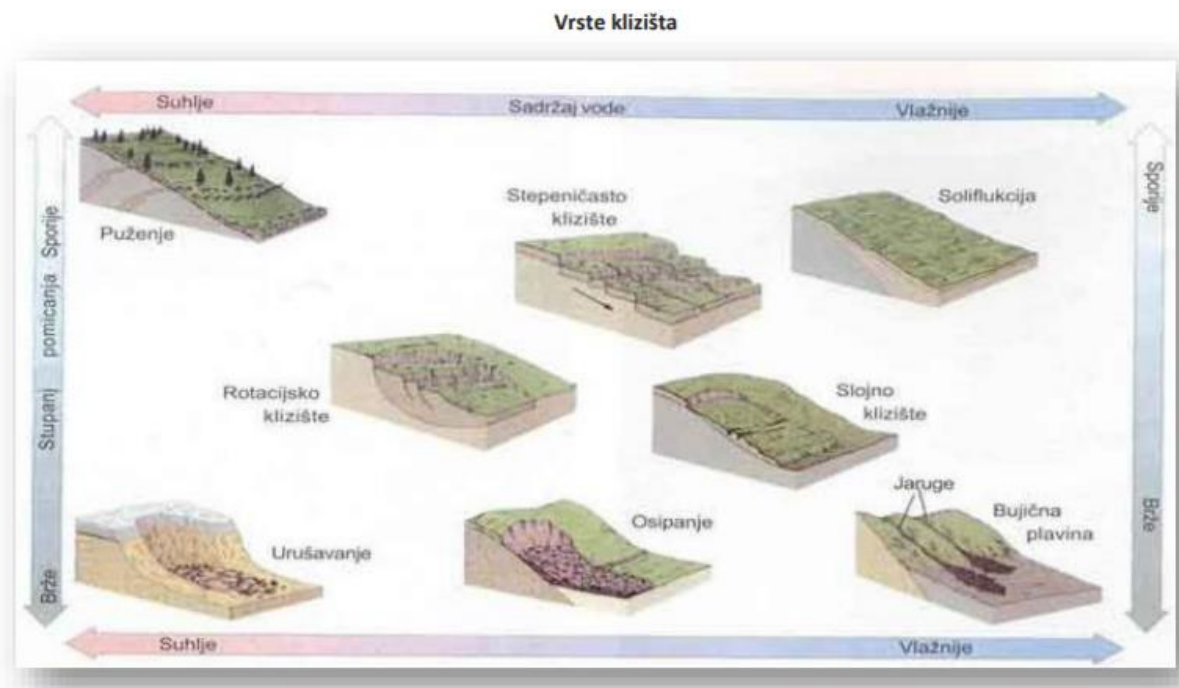 Vrste klizišta
Suhlje
Sadržaj vode
Vlažnije
Stupanj pomicanja Sporije
Brže
Sporije
Brže
Puženje
Stepeničasto
klizište
Soliflukcija
Rotacijsko
klizište
Slojno
klizište
Urušavanje
Osipanje
Jaruge
Bujična
plavina
Suhlje
Vlažnije